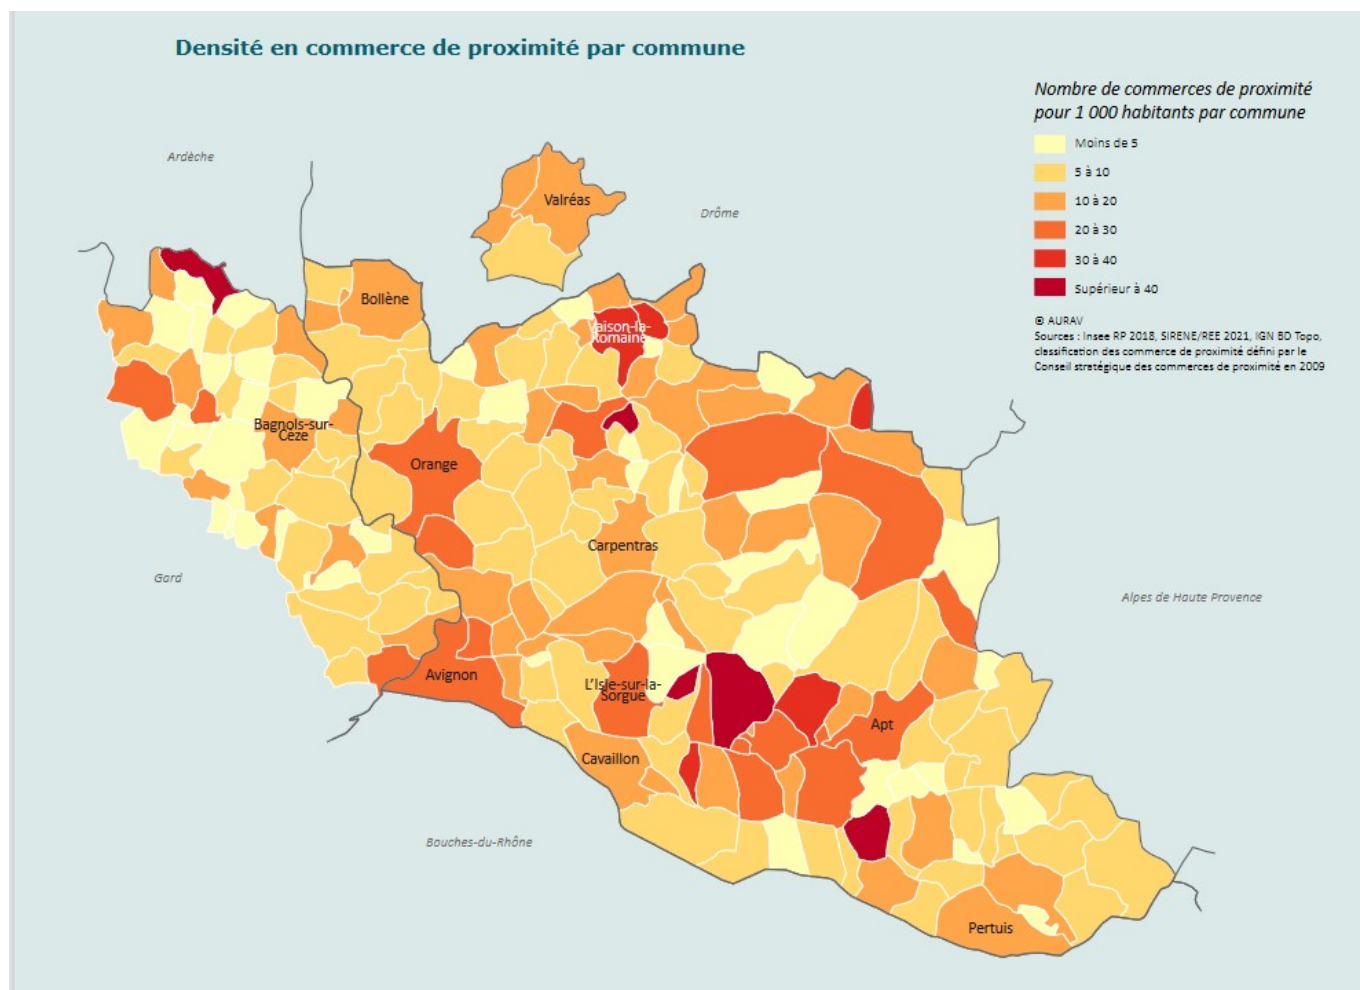 Densité en commerce de proximité par commune
Nombre de commerces de proximité
pour 1 000 habitants par commune
Moins de 5
5 à 10
10 à 20
20 à 30
30 à 40
Supérieur à 40
© AURAV
Sources : Insee RP 2018, SIRENE/REE 2021, IGN BD Topo,
classification des commerce de proximité défini par le
Conseil stratégique des commerces de proximité en 2009
Ardèche
Valréas
Drôme
Bollène
Vaison-la-
Romaine
Bagnols-sur-
Cèze
Orange
Carpentras
Gard
Alpes de Haute Provence
Avignon
L'Isle-sur-la-
Sorgue
Apt
Cavaillon
Bouches-du-Rhône
Pertuis